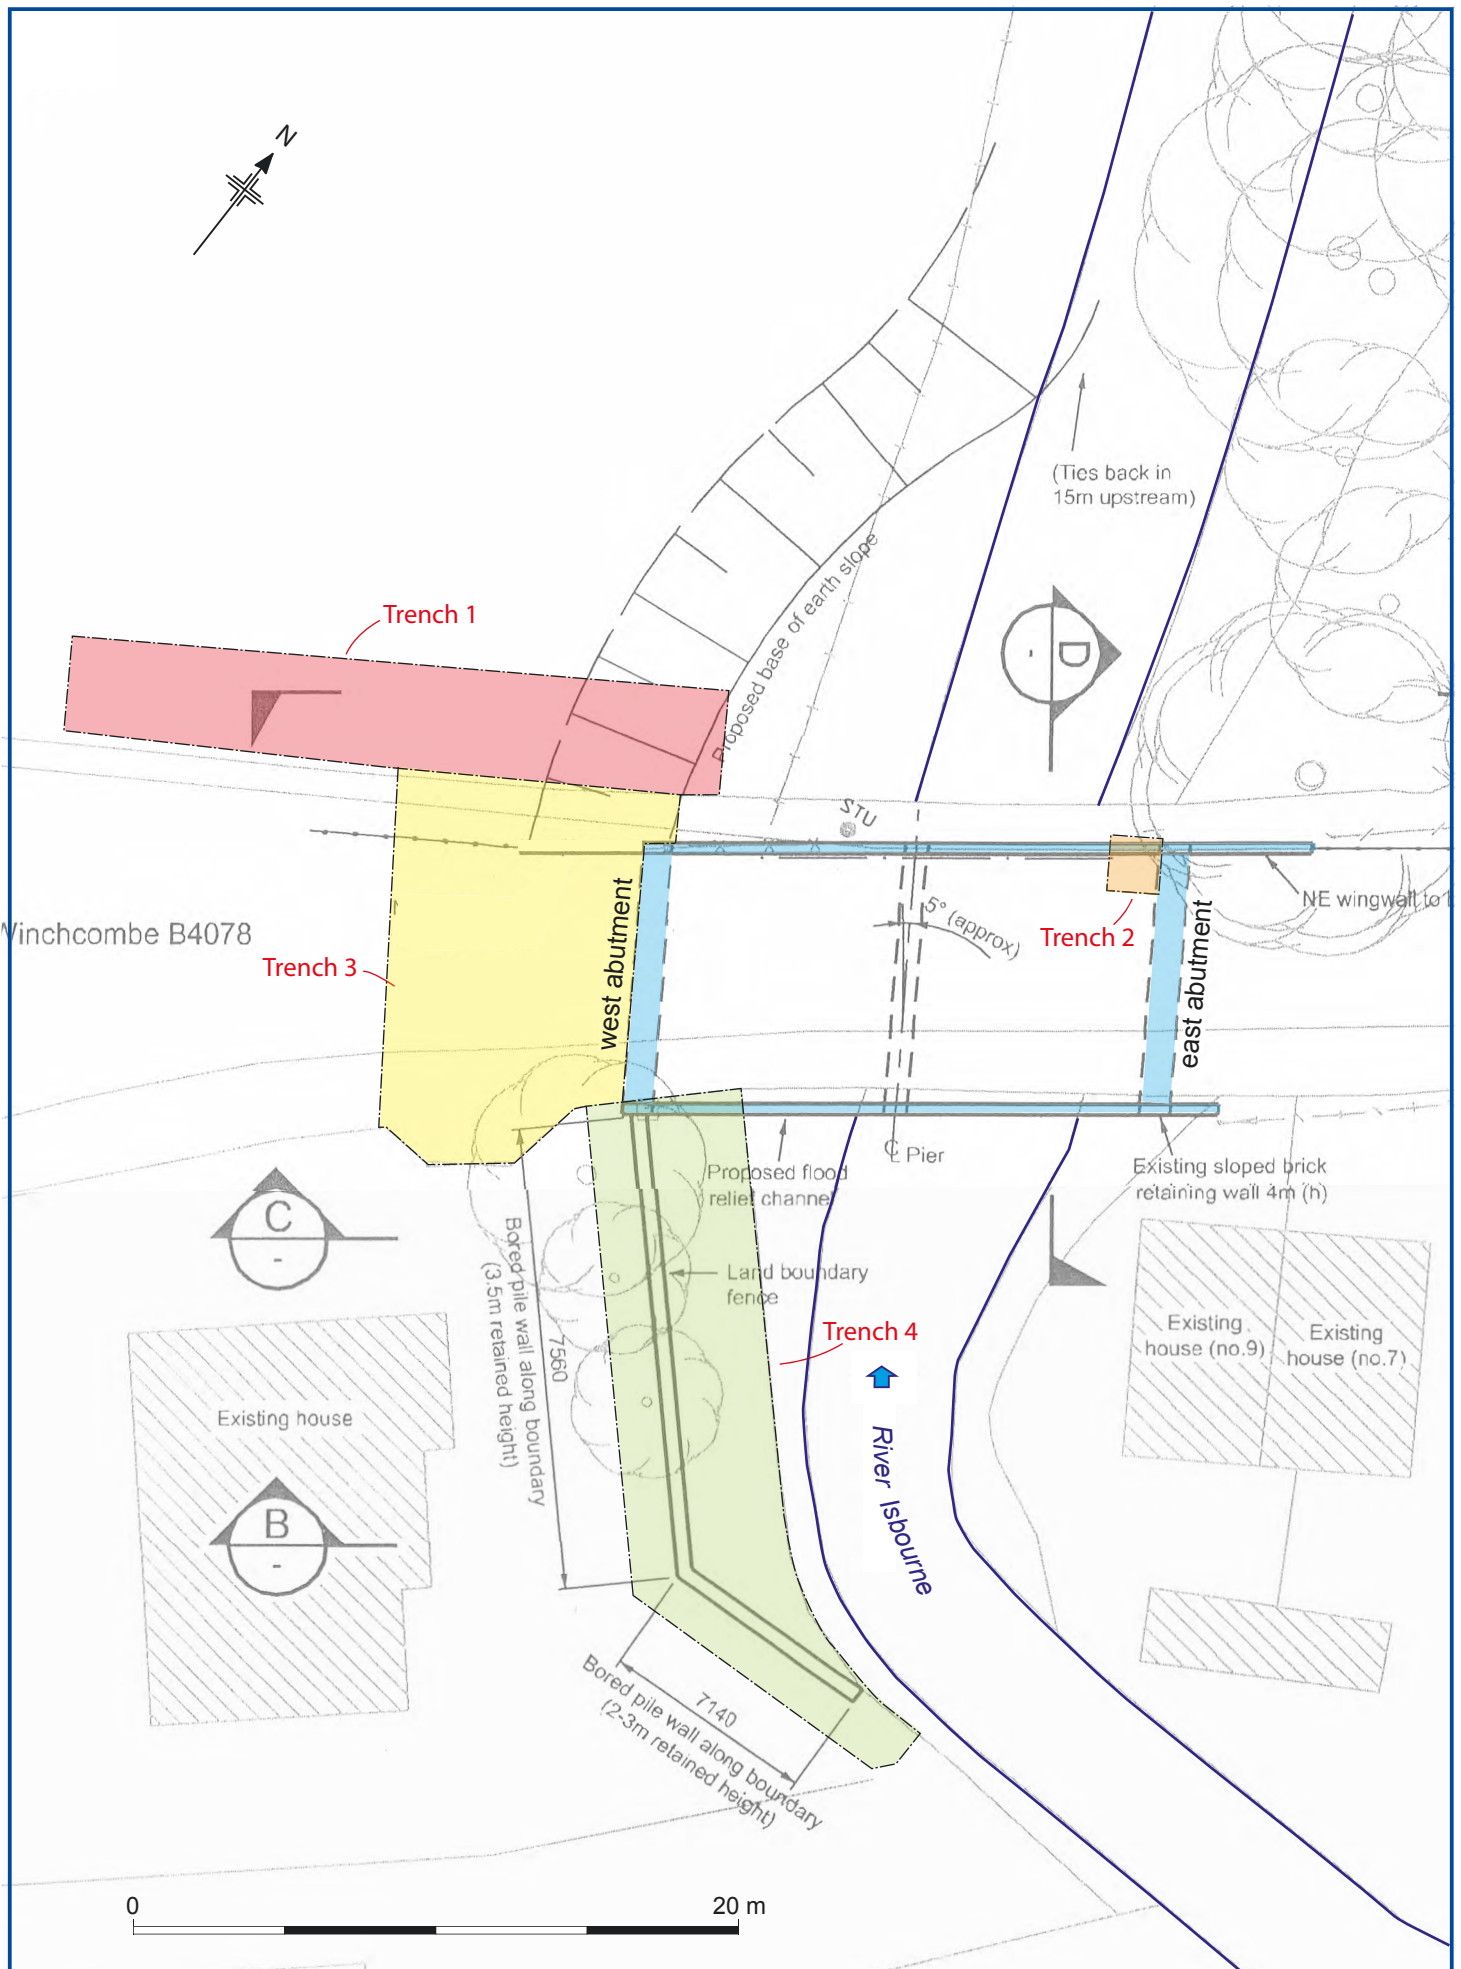 N
(Ties back in
15m upstream)
Proposed base of earth slope
Trench 1
D
-
STU
5° (approx)
NE wingwall to
Trench 2
Winchcombe B4078
Trench 3
west abutment
east abutment
℄ Pier
Proposed flood
relief channel
Existing sloped brick
retaining wall 4m (h)
C
-
Bored pile wall along boundary
(3.5m retained height)
7560
Land boundary
fence
Trench 4
Existing
house (no.9)
Existing
house (no.7)
Existing house
River Isbourne
B
-
7140
Bored pile wall along boundary
(2-3m retained height)
0
20 m